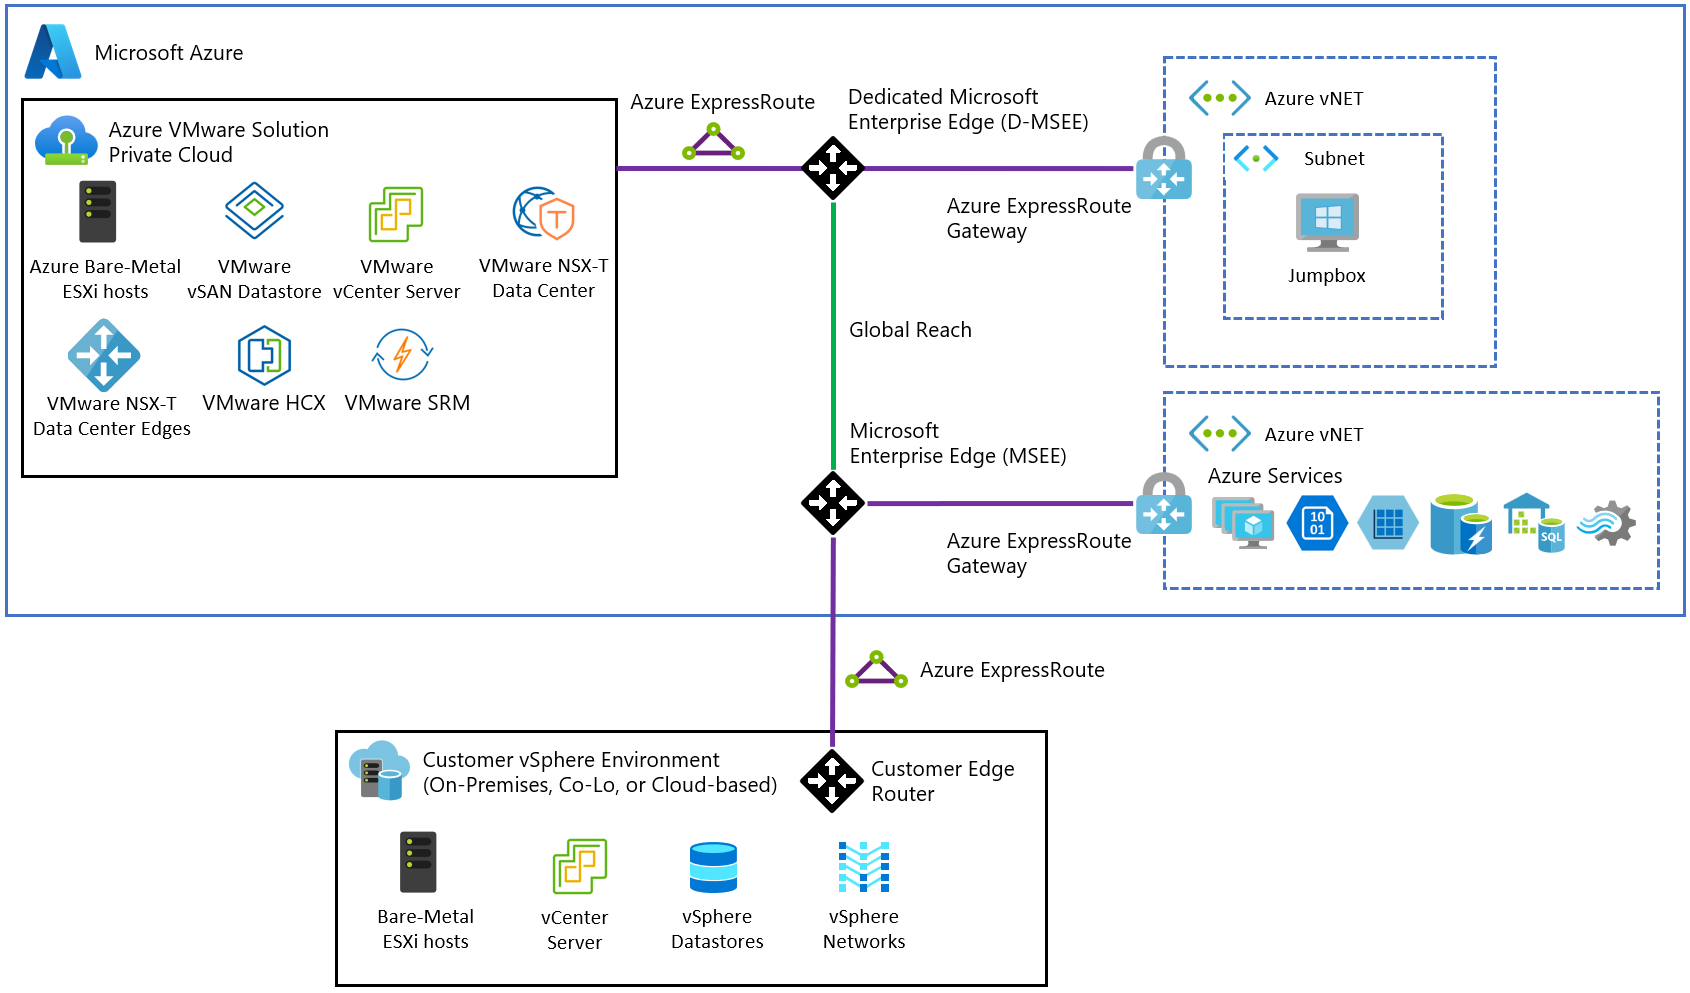 Microsoft Azure
Azure VMware Solution
Private Cloud
Azure Bare-Metal
ESXi hosts
VMware
vSAN Datastore
VMware
vCenter Server
VMware NSX-T
Data Center
VMware NSX-T
Data Center Edges
VMware HCX
VMware SRM
Azure ExpressRoute
Dedicated Microsoft
Enterprise Edge (D-MSEE)
Azure ExpressRoute
Gateway
Azure vNET
Subnet
Jumpbox
Global Reach
Microsoft
Enterprise Edge (MSEE)
Azure ExpressRoute
Gateway
Azure vNET
Azure Services
10
01
SQL
Azure ExpressRoute
Customer vSphere Environment
(On-Premises, Co-Lo, or Cloud-based)
Customer Edge
Router
Bare-Metal
ESXi hosts
vCenter
Server
vSphere
Datastores
vSphere
Networks